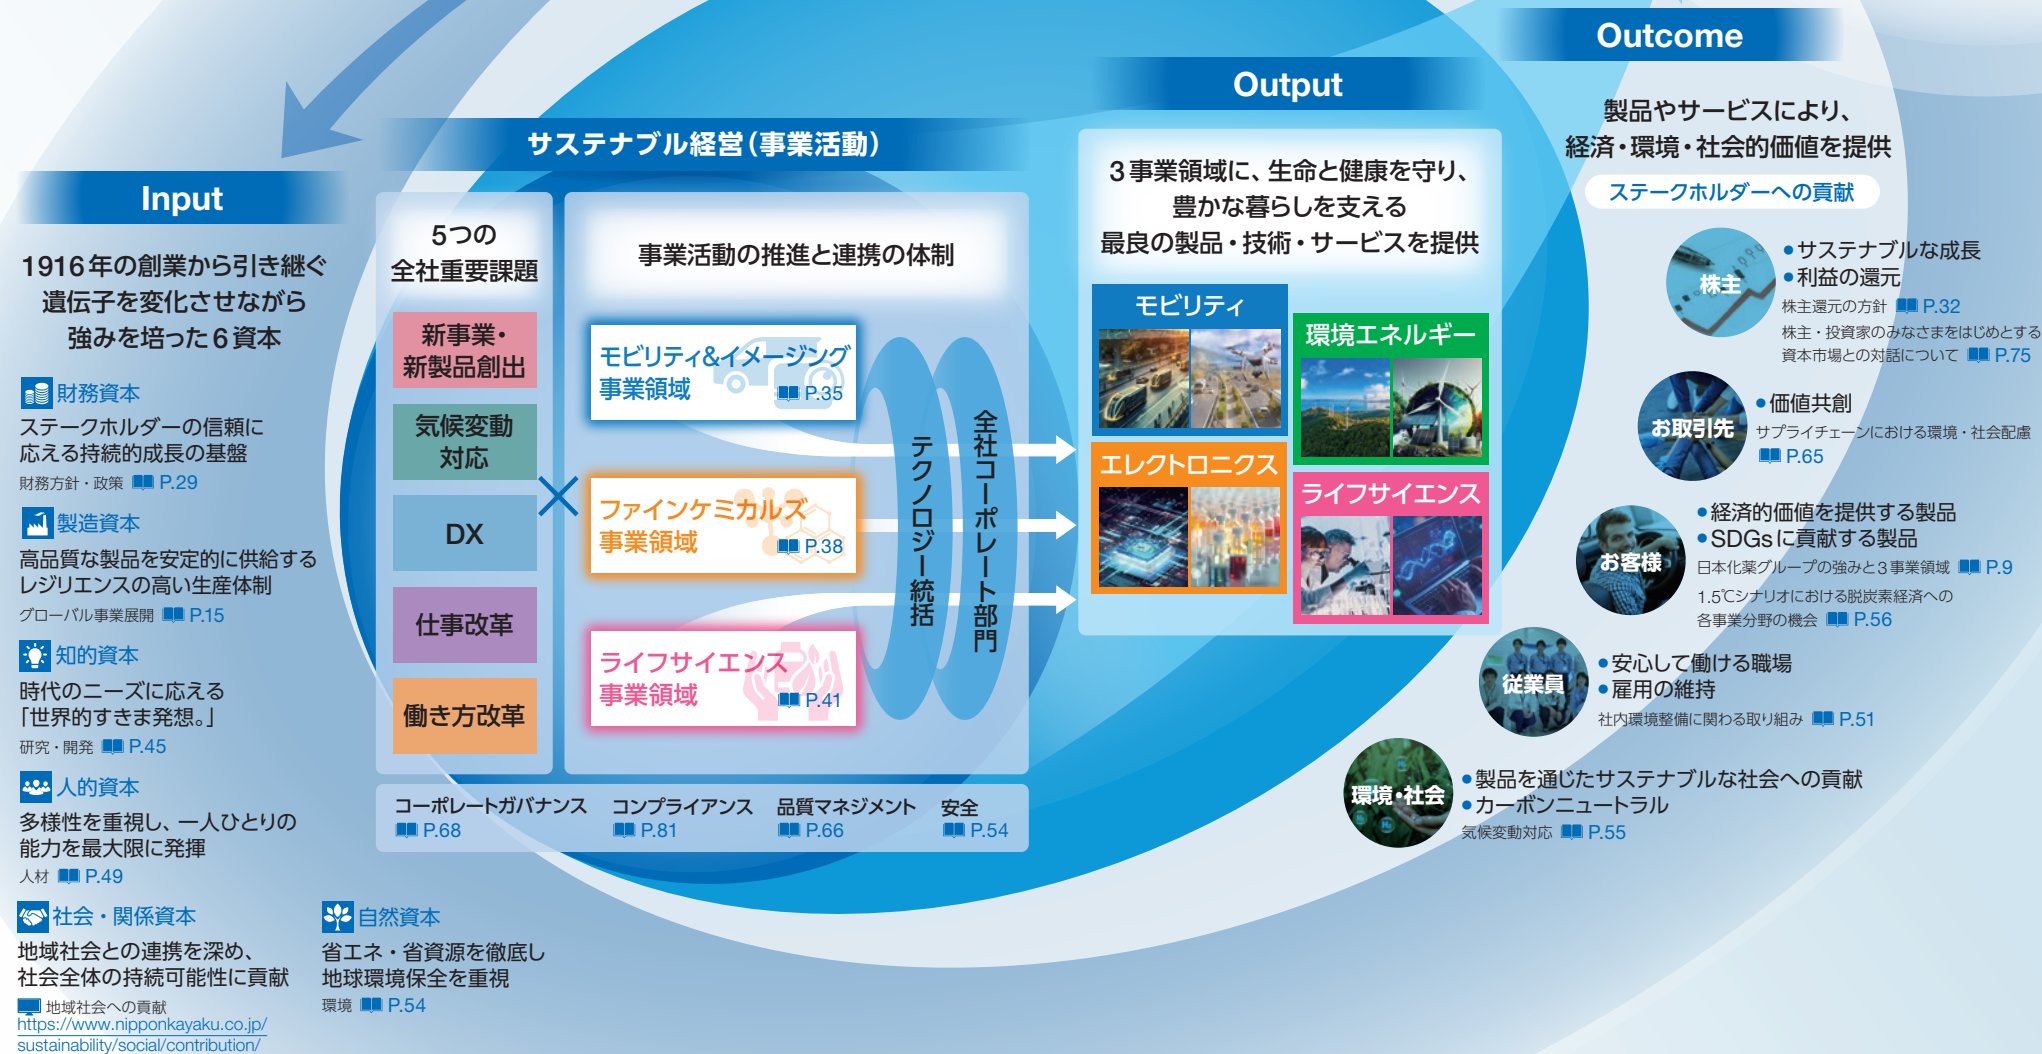 Input
1916年の創業から引き継ぐ
遺伝子を変化させながら
強みを培った6資本
財務資本
ステークホルダーの信頼に
応える持続的成長の基盤
財務方針・政策 P.29
製造資本
高品質な製品を安定的に供給する
レジリエンスの高い生産体制
グローバル事業展開 P.15
知的資本
時代のニーズに応える
「世界的すきま発想。」
研究・開発 P.45
人的資本
多様性を重視し、一人ひとりの
能力を最大限に発揮
人材 P.49
社会・関係資本
地域社会との連携を深め、
社会全体の持続可能性に貢献
地域社会への貢献
https://www.nipponkayaku.co.jp/
sustainability/social/contribution/
自然資本
省エネ・省資源を徹底し
地球環境保全を重視
環境 P.54
サステナブル経営(事業活動)
5つの
全社重要課題
新事業・
新製品創出
気候変動
対応
DX
仕事改革
働き方改革
事業活動の推進と連携の体制
モビリティ&イメージング
事業領域 P.35
ファインケミカルズ
事業領域 P.38
ライフサイエンス
事業領域 P.41
テクノロジー統括
全社コーポレート部門
コーポレートガバナンス
P.68
コンプライアンス
P.81
品質マネジメント
P.66
安全
P.54
Output
3事業領域に、生命と健康を守り、
豊かな暮らしを支える
最良の製品・技術・サービスを提供
モビリティ
環境エネルギー
エレクトロニクス
ライフサイエンス
Outcome
製品やサービスにより、
経済・環境・社会的価値を提供
ステークホルダーへの貢献
株主
●サステナブルな成長
●利益の還元
株主還元の方針 P.32
株主・投資家のみなさまをはじめとする
資本市場との対話について P.75
お取引先
●価値共創
サプライチェーンにおける環境・社会配慮
P.65
お客様
●経済的価値を提供する製品
●SDGsに貢献する製品
日本化薬グループの強みと3事業領域 P.9
1.5℃シナリオにおける脱炭素経済への
各事業分野の機会 P.56
従業員
●安心して働ける職場
●雇用の維持
社内環境整備に関わる取り組み P.51
環境・社会
●製品を通じたサステナブルな社会への貢献
●カーボンニュートラル
気候変動対応 P.55